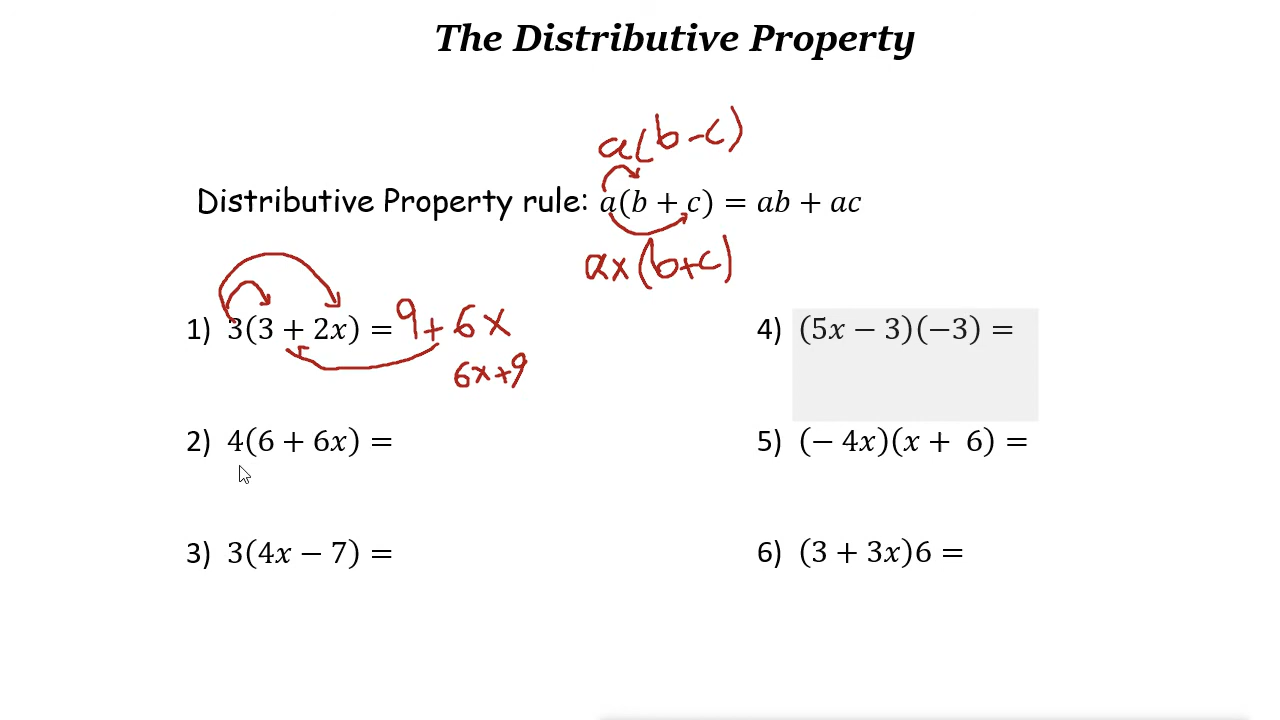 The Distributive Property
a(b-c)
Distributive Property rule: a(b + c) = ab + ac
ax(b+c)
1) 3(3 + 2x) = 9 + 6x
6x+9
2) 4(6 + 6x) =
3) 3(4x − 7) =
4) (5x − 3)(−3) =
5) (− 4x)(x + 6) =
6) (3 + 3x)6 =